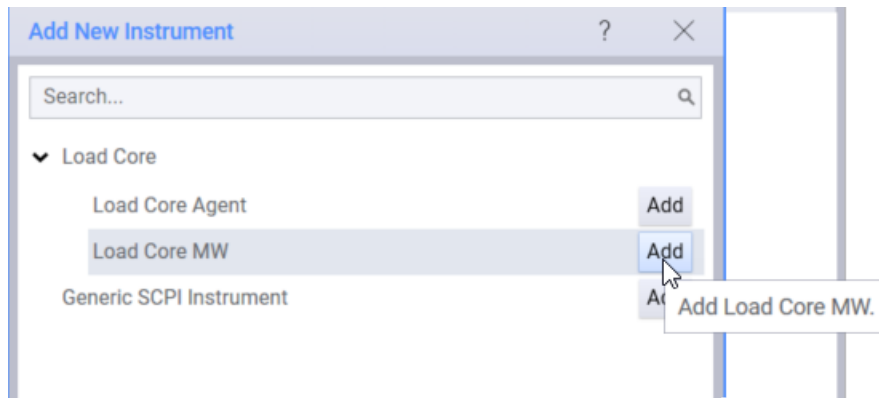 Add New Instrument ?
Search...
Load Core
Load Core Agent Add
Load Core MW Add
Generic SCPI Instrument
Add Load Core MW.